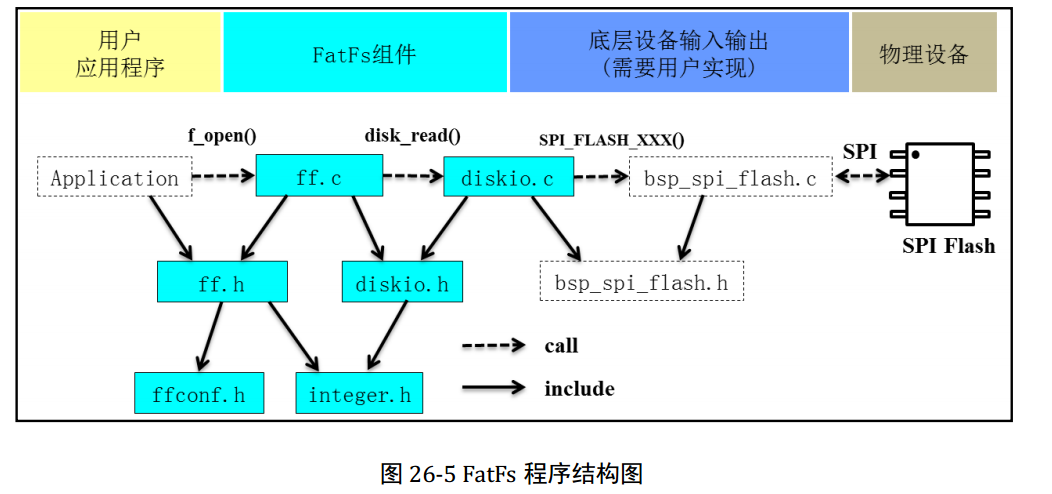 用户
应用程序
FatFs组件
底层设备输入输出
(需要用户实现)
物理设备
f_open()
disk_read()
SPI_FLASH_XXX()
SPI
Application
ff.c
diskio.c
bsp_spi_flash.c
SPI Flash
ff.h
diskio.h
bsp_spi_flash.h
call
ffconf.h
integer.h
include
图 26-5 FatFs 程序结构图